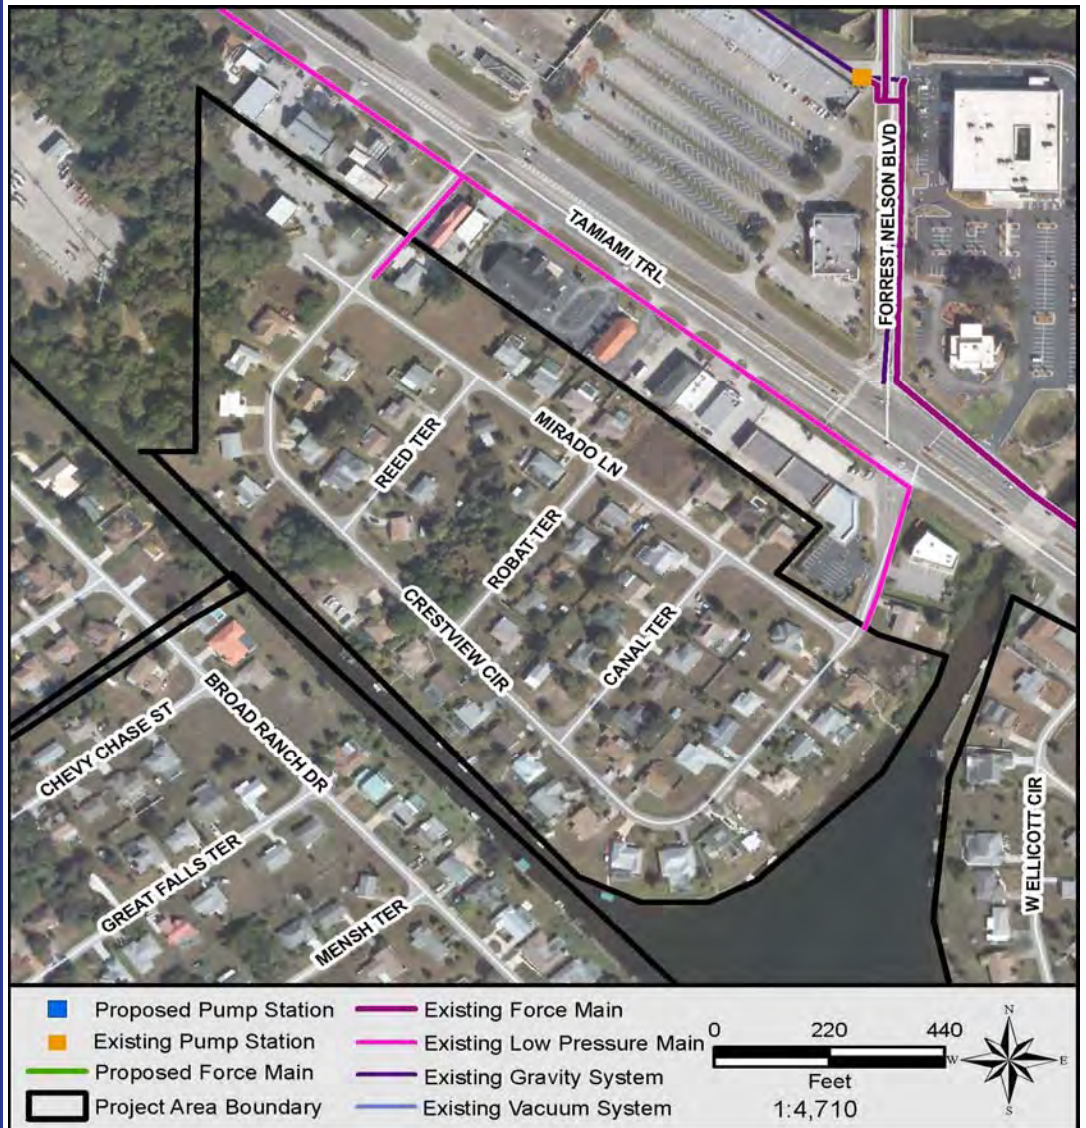 TAMIAMI TRL
FORREST NELSON BLVD
REED TER
MIRADO LN
ROBAT TER
CRESTVIEW CIR
CANAL TER
BROAD RANCH DR
CHEVY CHASE ST
GREAT FALLS TER
MENSH TER
W ELLICOTT CIR
Proposed Pump Station
Existing Pump Station
Proposed Force Main
Project Area Boundary
Existing Force Main
Existing Low Pressure Main
Existing Gravity System
Existing Vacuum System
0 220 440
Feet
1:4,710
N
W E
S